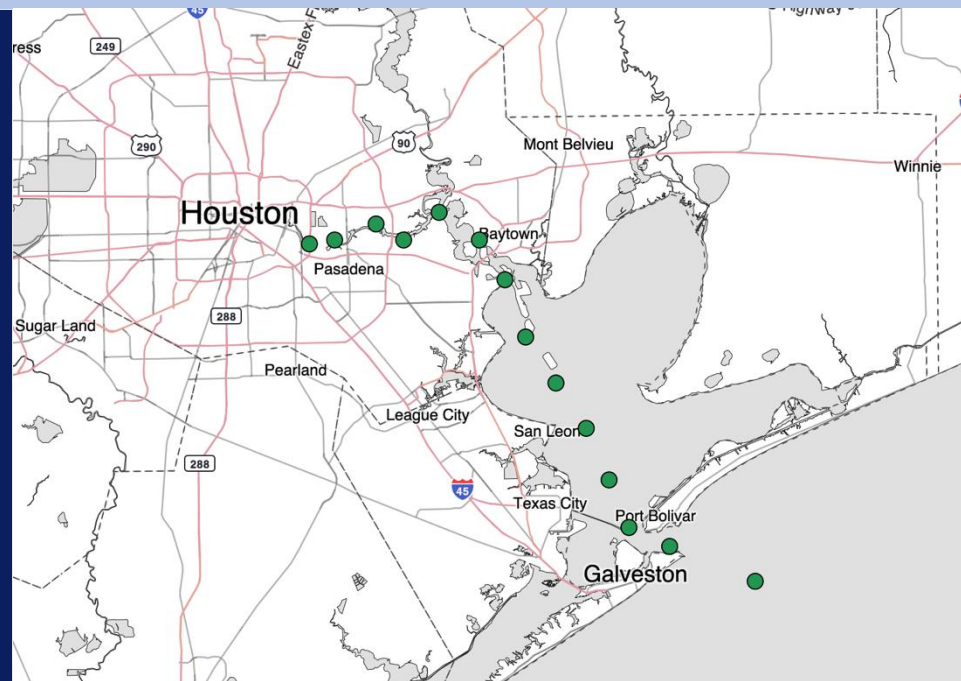 45
ress
249
Eastex F
Highway
290
90
Mont Belvieu
Winnie
Houston
Baytown
Pasadena
Sugar Land
288
Pearland
League City
San Leon
288
45
Texas City
Port Bolivar
Galveston